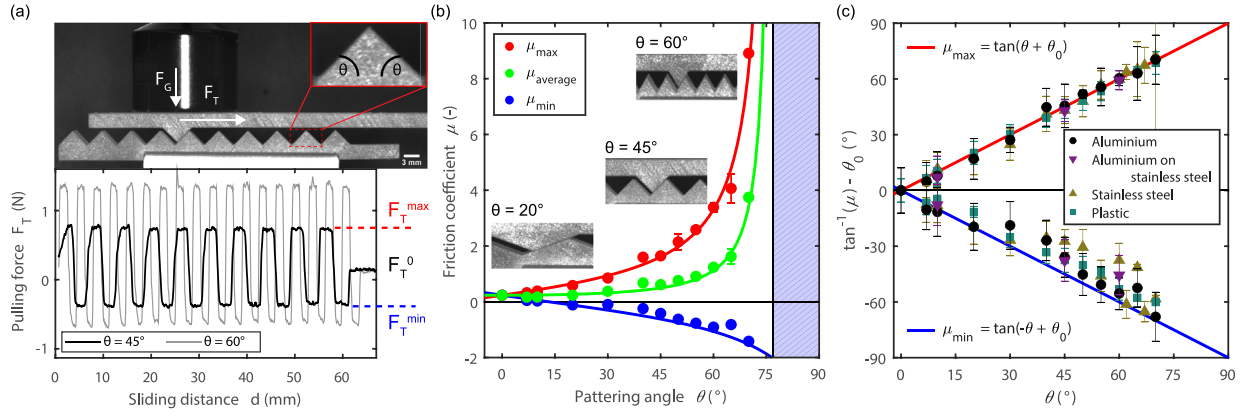 (a)
F_G
F_T
θ
θ
3 mm
Pulling force F_T (N)
1
0
-1
F_T^max
F_T^0
F_T^min
θ = 45°
θ = 60°
0
10
20
30
40
50
60
Sliding distance d (mm)
(b)
Friction coefficient μ (-)
10
8
6
4
2
0
-2
μ_max
μ_average
μ_min
θ = 60°
θ = 45°
θ = 20°
0
15
30
45
60
75
90
Pattering angle θ (°)
(c)
tan⁻¹(μ) - θ₀ (°)
90
60
30
0
-30
-60
-90
μ_max = tan(θ + θ₀)
Aluminium
Aluminium on
stainless steel
Stainless steel
Plastic
μ_min = tan(-θ + θ₀)
0
15
30
45
60
75
90
θ (°)